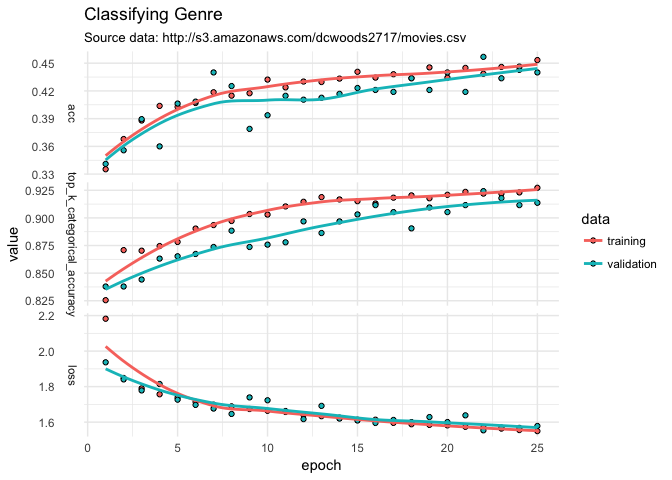 Classifying Genre
Source data: http://s3.amazonaws.com/dcwoods2717/movies.csv
0.45
0.42
0.39
0.36
0.33
acc
0.925
0.900
0.875
0.850
0.825
top_k_categorical_accuracy
2.2
2.0
1.8
1.6
loss
value
0 5 10 15 20 25
epoch
data
training
validation